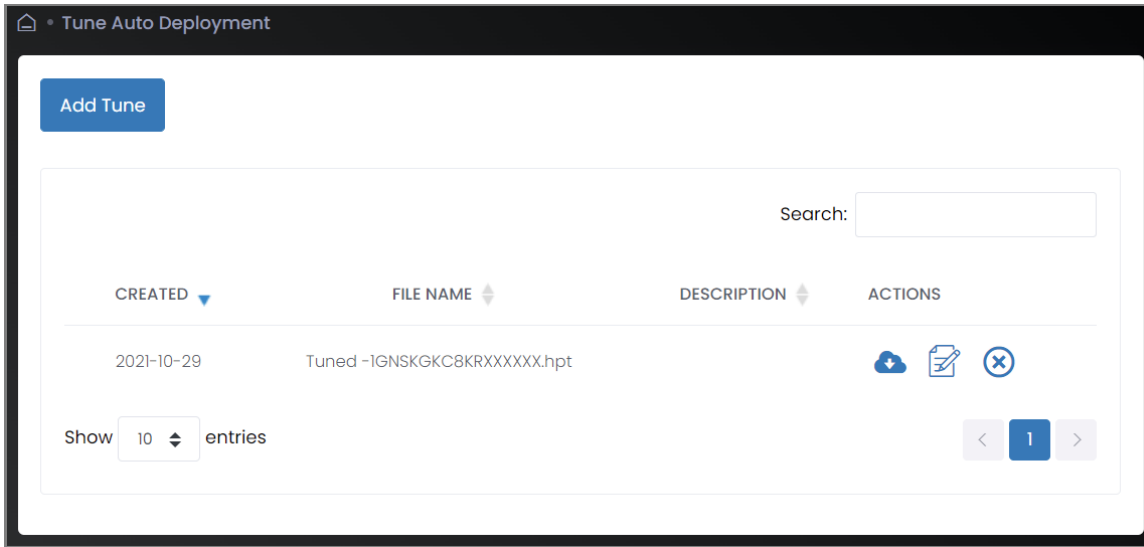 Tune Auto Deployment
Add Tune
Search:
CREATED FILE NAME DESCRIPTION ACTIONS
2021-10-29 Tuned -1GNSKGKC8KRXXXXXX.hpt
Show 10 entries
1